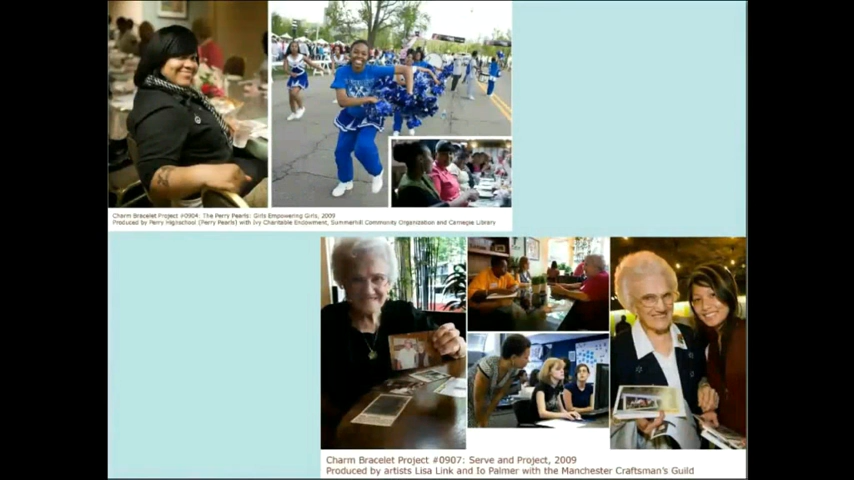 Charm Bracelet Project #0904: The Perry Pearls: Girls Empowering Girls, 2009
Produced by Perry Highschool (Perry Pearls) with Ivy Charitable Endowment, Summerhill Community Organization and Carnegie Library
Charm Bracelet Project #0907: Serve and Project, 2009
Produced by artists Lisa Link and Io Palmer with the Manchester Craftsman's Guild